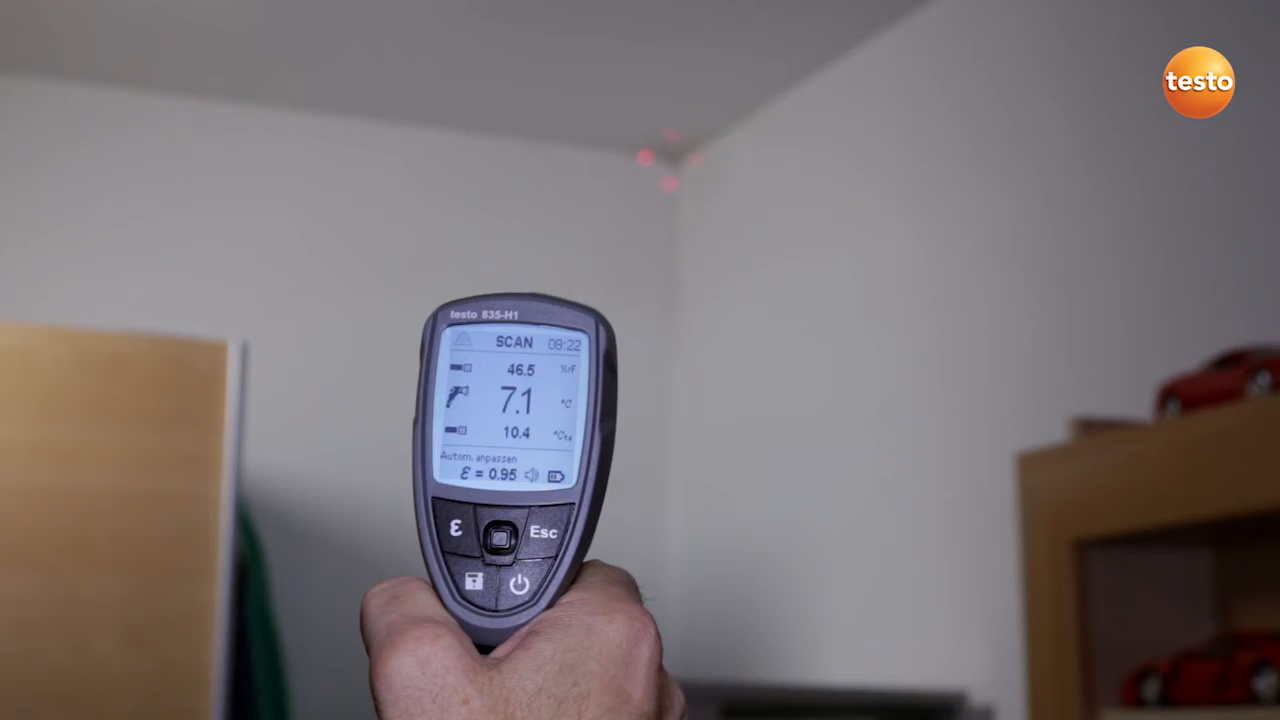 testo
testo 835-H1
SCAN 08:22
46.5 %rF
7.1 °C
10.4 °Ctd
Autom. anpassen
ε = 0.95
ε Esc